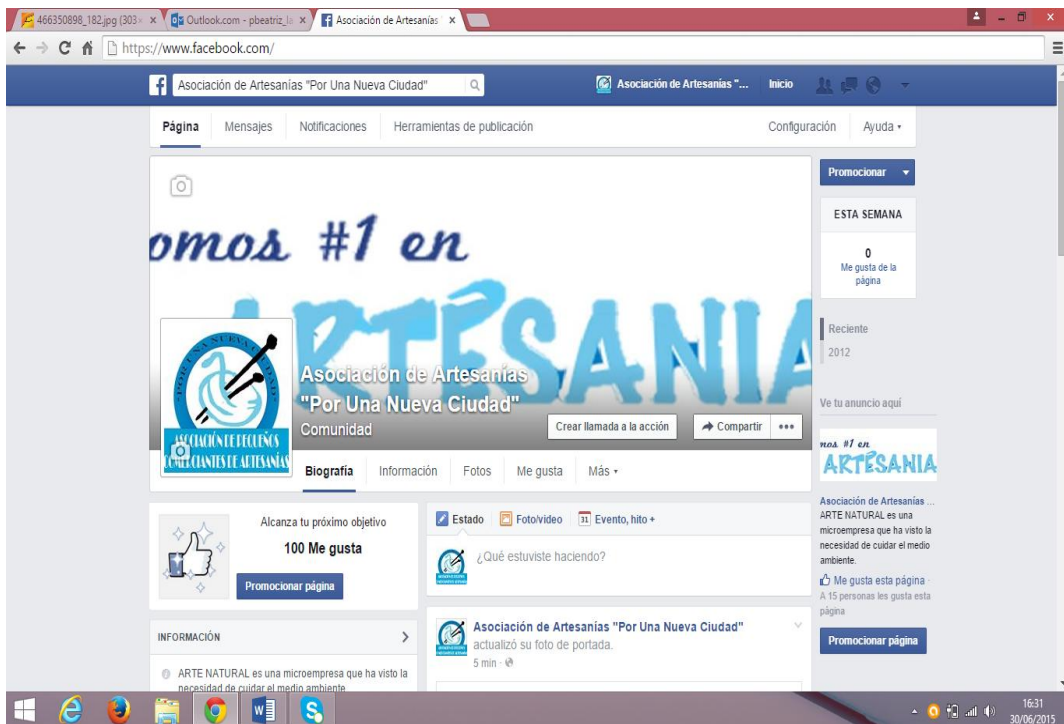 466350898_182.jpg (303×
Outlook.com - pbeatriz_la
Asociación de Artesanías
https://www.facebook.com/
Asociación de Artesanías "Por Una Nueva Ciudad"
Asociación de Artesanías "...
Inicio
Página
Mensajes
Notificaciones
Herramientas de publicación
Configuración
Ayuda
omos #1 en
ARTESANIA
POR UNA NUEVA CIUDAD
ASOCIACIÓN DE PEQUEÑOS
COMERCIANTES DE ARTESANÍAS
Asociación de Artesanías
"Por Una Nueva Ciudad"
Comunidad
Crear llamada a la acción
Compartir
Biografía
Información
Fotos
Me gusta
Más
Promocionar
ESTA SEMANA
0
Me gusta de la
página
Reciente
2012
Ve tu anuncio aquí
mos #1 en
ARTESANIA
Asociación de Artesanías ...
ARTE NATURAL es una
microempresa que ha visto la
necesidad de cuidar el medio
ambiente.
Me gusta esta página ·
A 15 personas les gusta esta
página
Promocionar página
Alcanza tu próximo objetivo
100 Me gusta
Promocionar página
INFORMACIÓN
ARTE NATURAL es una microempresa que ha visto la
necesidad de cuidar el medio ambiente
Estado
Foto/video
31 Evento, hito +
¿Qué estuviste haciendo?
Asociación de Artesanías "Por Una Nueva Ciudad"
actualizó su foto de portada.
5 min ·
16:31
30/06/2015